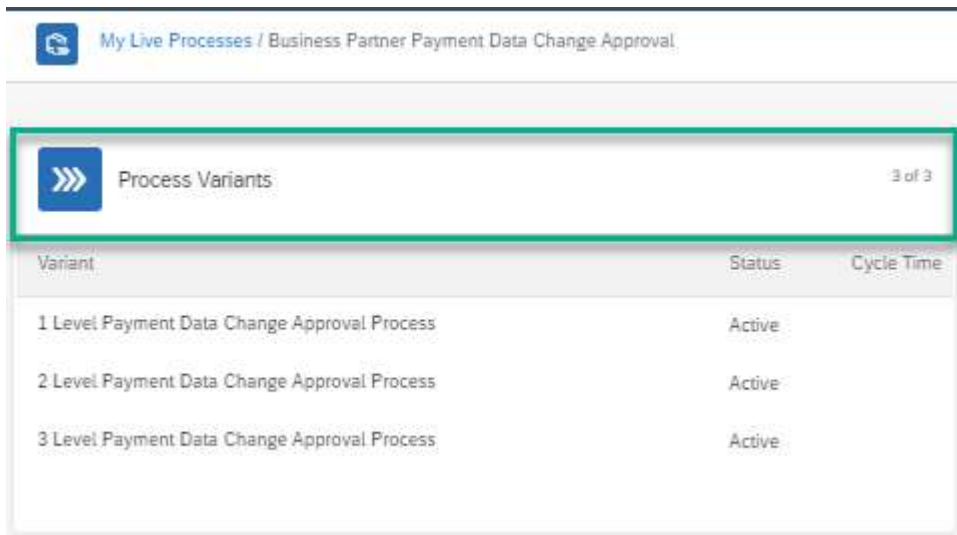 My Live Processes / Business Partner Payment Data Change Approval
Process Variants 3 of 3
Variant Status Cycle Time
1 Level Payment Data Change Approval Process Active
2 Level Payment Data Change Approval Process Active
3 Level Payment Data Change Approval Process Active